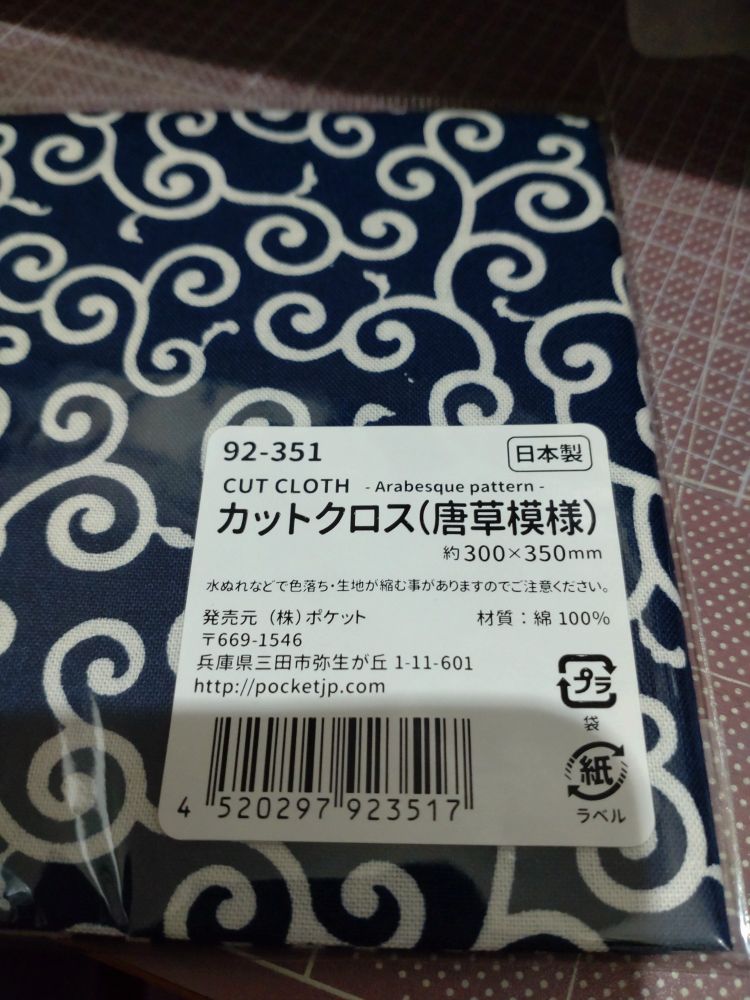 92-351
日本製
CUT CLOTH - Arabesque pattern -
カットクロス(唐草模様)
約300×350mm
水ぬれなどで色落ち・生地が縮む事がありますのでご注意ください。
発売元 (株)ポケット
材質:綿 100%
〒669-1546
兵庫県三田市弥生が丘 1-11-601
http://pocketjp.com
プラ
袋
紙
ラベル
4 520297 923517